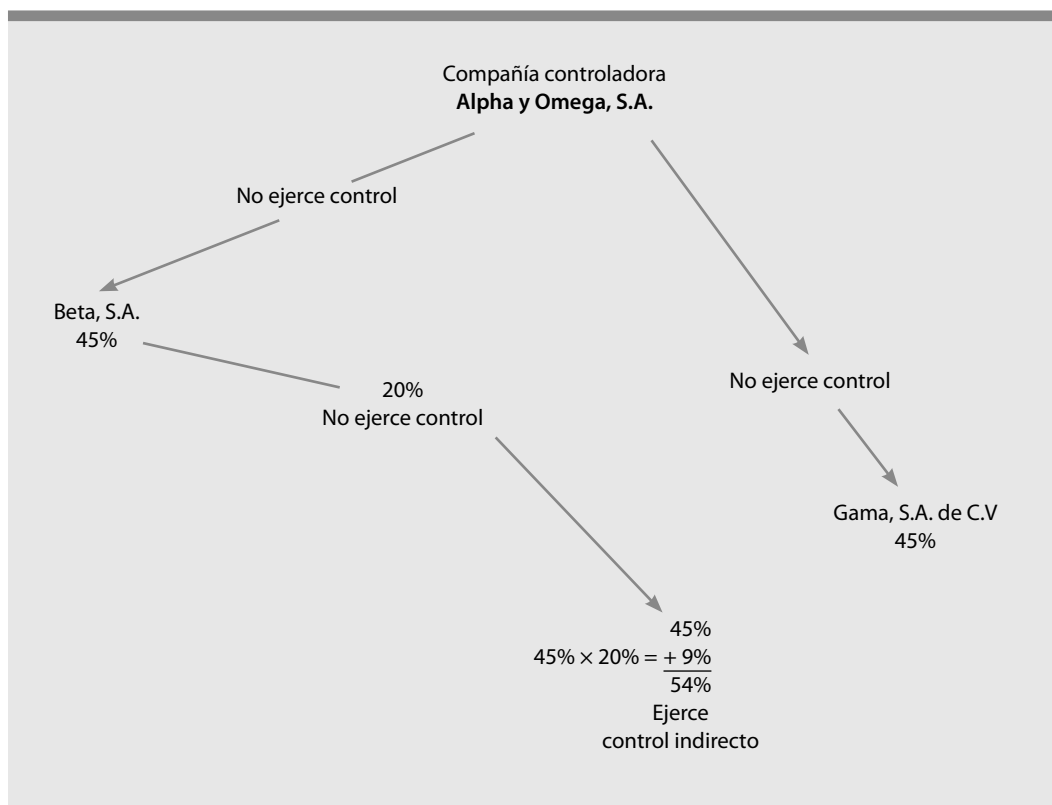 Compañía controladora
Alpha y Omega, S.A.
No ejerce control
Beta, S.A.
45%
20%
No ejerce control
No ejerce control
Gama, S.A. de C.V
45%
45%
45% × 20% = + 9%
54%
Ejerce
control indirecto